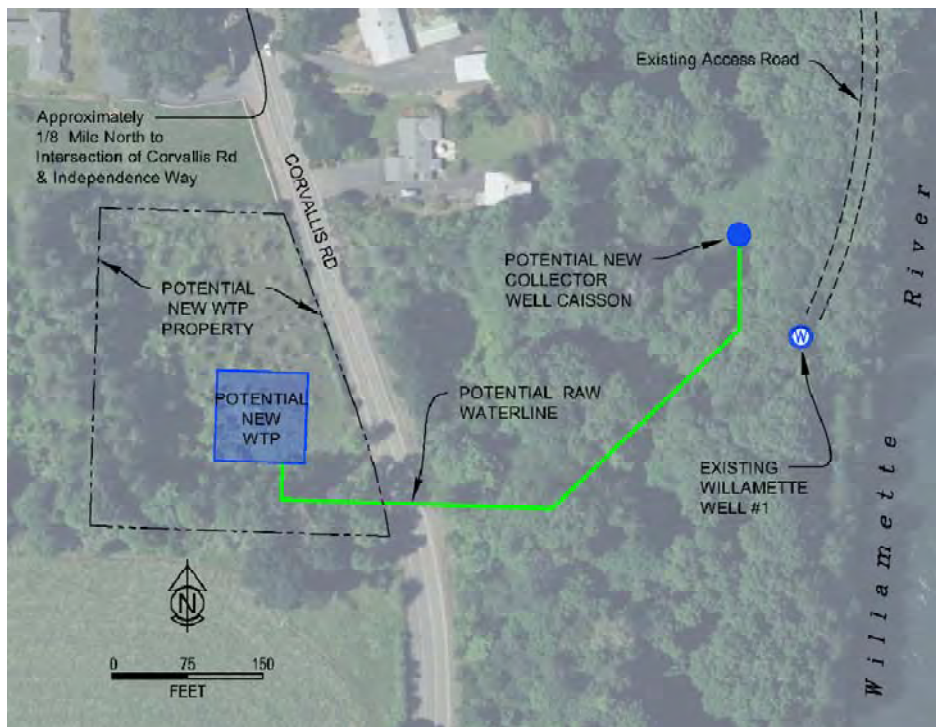 Existing Access Road
Approximately
1/8 Mile North to
Intersection of Corvallis Rd
& Independence Way
CORVALLIS RD
POTENTIAL
NEW WTP
PROPERTY
POTENTIAL NEW
COLLECTOR
WELL CAISSON
River
W
POTENTIAL
NEW
WTP
POTENTIAL RAW
WATERLINE
EXISTING
WILLAMETTE
WELL #1
Willamette
N
0 75 150
FEET